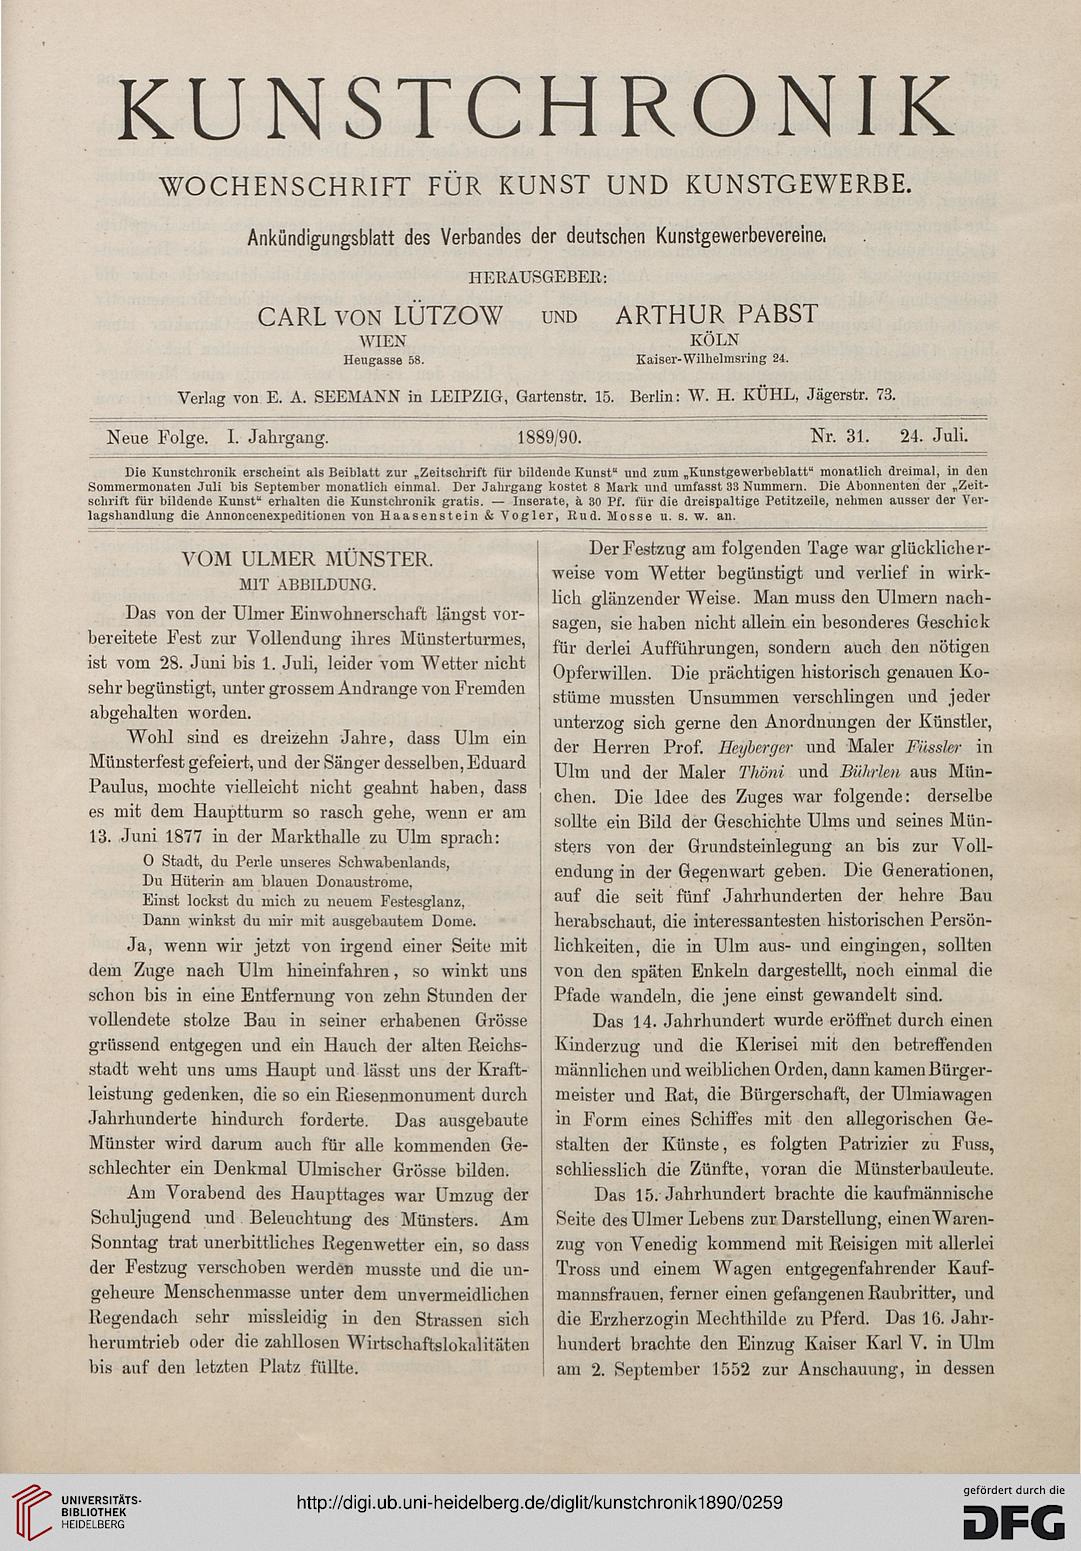 KUNSTCHRONIK
WOCHENSCHRIFT FÜR KUNST UND KUNSTGEWERBE.
Ankündigungsblatt des Verbandes der deutschen Kunstgewerbevereine.
HERAUSGEBER:
CARL VON LÜTZOW UND ARTHUR PABST
WIEN KÖLN
Heugasse 58. Kaiser-Wilhelmsring 24.
Verlag von E. A. SEEMANN in LEIPZIG, Gartenstr. 15. Berlin: W. H. KÜHL, Jägerstr. 73.
Neue Folge. I. Jahrgang. 1889/90. Nr. 31. 24. Juli.
Die Kunstchronik erscheint als Beiblatt zur „Zeitschrift für bildende Kunst“ und zum „Kunstgewerbeblatt“ monatlich dreimal, in den
Sommermonaten Juli bis September monatlich einmal. Der Jahrgang kostet 8 Mark und umfasst 33 Nummern. Die Abonnenten der „Zeit-
schrift für bildende Kunst“ erhalten die Kunstchronik gratis. — Inserate, à 30 Pf. für die dreispaltige Petitzeile, nehmen ausser der Ver-
lagshandlung die Annoncenexpeditionen von Haasenstein & Vogler, Rud. Mosse u. s. w. an.
VOM ULMER MÜNSTER.
MIT ABBILDUNG.
Das von der Ulmer Einwohnerschaft längst vor-
bereitete Fest zur Vollendung ihres Münsterturmes,
ist vom 28. Juni bis 1. Juli, leider vom Wetter nicht
sehr begünstigt, unter grossem Andrange von Fremden
abgehalten worden.
Wohl sind es dreizehn Jahre, dass Ulm ein
Münsterfest gefeiert, und der Sänger desselben, Eduard
Paulus, mochte vielleicht nicht geahnt haben, dass
es mit dem Hauptturm so rasch gehe, wenn er am
13. Juni 1877 in der Markthalle zu Ulm sprach:
O Stadt, du Perle unseres Schwabenlands,
Du Hüterin am blauen Donaustrome,
Einst lockst du mich zu neuem Festesglanz,
Dann winkst du mir mit ausgebautem Dome.
Ja, wenn wir jetzt von irgend einer Seite mit
dem Zuge nach Ulm hineinfahren, so winkt uns
schon bis in eine Entfernung von zehn Stunden der
vollendete stolze Bau in seiner erhabenen Grösse
grüssend entgegen und ein Hauch der alten Reichs-
stadt weht uns ums Haupt und lässt uns der Kraft-
leistung gedenken, die so ein Riesenmonument durch
Jahrhunderte hindurch forderte. Das ausgebaute
Münster wird darum auch für alle kommenden Ge-
schlechter ein Denkmal Ulmischer Grösse bilden.
Am Vorabend des Haupttages war Umzug der
Schuljugend und Beleuchtung des Münsters. Am
Sonntag trat unerbittliches Regenwetter ein, so dass
der Festzug verschoben werden musste und die un-
geheure Menschenmasse unter dem unvermeidlichen
Regendach sehr missleidig in den Strassen sich
herumtrieb oder die zahllosen Wirtschaftslokalitäten
bis auf den letzten Platz füllte.
Der Festzug am folgenden Tage war glücklicher-
weise vom Wetter begünstigt und verlief in wirk-
lich glänzender Weise. Man muss den Ulmern nach-
sagen, sie haben nicht allein ein besonderes Geschick
für derlei Aufführungen, sondern auch den nötigen
Opferwillen. Die prächtigen historisch genauen Ko-
stüme mussten Unsummen verschlingen und jeder
unterzog sich gerne den Anordnungen der Künstler,
der Herren Prof. Heyberger und Maler Füssler in
Ulm und der Maler Thöni und Bührlen aus Mün-
chen. Die Idee des Zuges war folgende: derselbe
sollte ein Bild der Geschichte Ulms und seines Mün-
sters von der Grundsteinlegung an bis zur Voll-
endung in der Gegenwart geben. Die Generationen,
auf die seit fünf Jahrhunderten der hehre Bau
herabschaut, die interessantesten historischen Persön-
lichkeiten, die in Ulm aus- und eingingen, sollten
von den späten Enkeln dargestellt, noch einmal die
Pfade wandeln, die jene einst gewandelt sind.
Das 14. Jahrhundert wurde eröffnet durch einen
Kinderzug und die Klerisei mit den betreffenden
männlichen und weiblichen Orden, dann kamen Bürger-
meister und Rat, die Bürgerschaft, der Ulmiawagen
in Form eines Schiffes mit den allegorischen Ge-
stalten der Künste, es folgten Patrizier zu Fuss,
schliesslich die Zünfte, voran die Münsterbauleute.
Das 15. Jahrhundert brachte die kaufmännische
Seite des Ulmer Lebens zur Darstellung, einen Waren-
zug von Venedig kommend mit Reisigen mit allerlei
Tross und einem Wagen entgegenfahrender Kauf-
mannsfrauen, ferner einen gefangenen Raubritter, und
die Erzherzogin Mechthilde zu Pferd. Das 16. Jahr-
hundert brachte den Einzug Kaiser Karl V. in Ulm
am 2. September 1552 zur Anschauung, in dessen
UNIVERSITÄTS-
BIBLIOTHEK
HEIDELBERG
http://digi.ub.uni-heidelberg.de/diglit/kunstchronik1890/0259
gefördert durch die
DFG